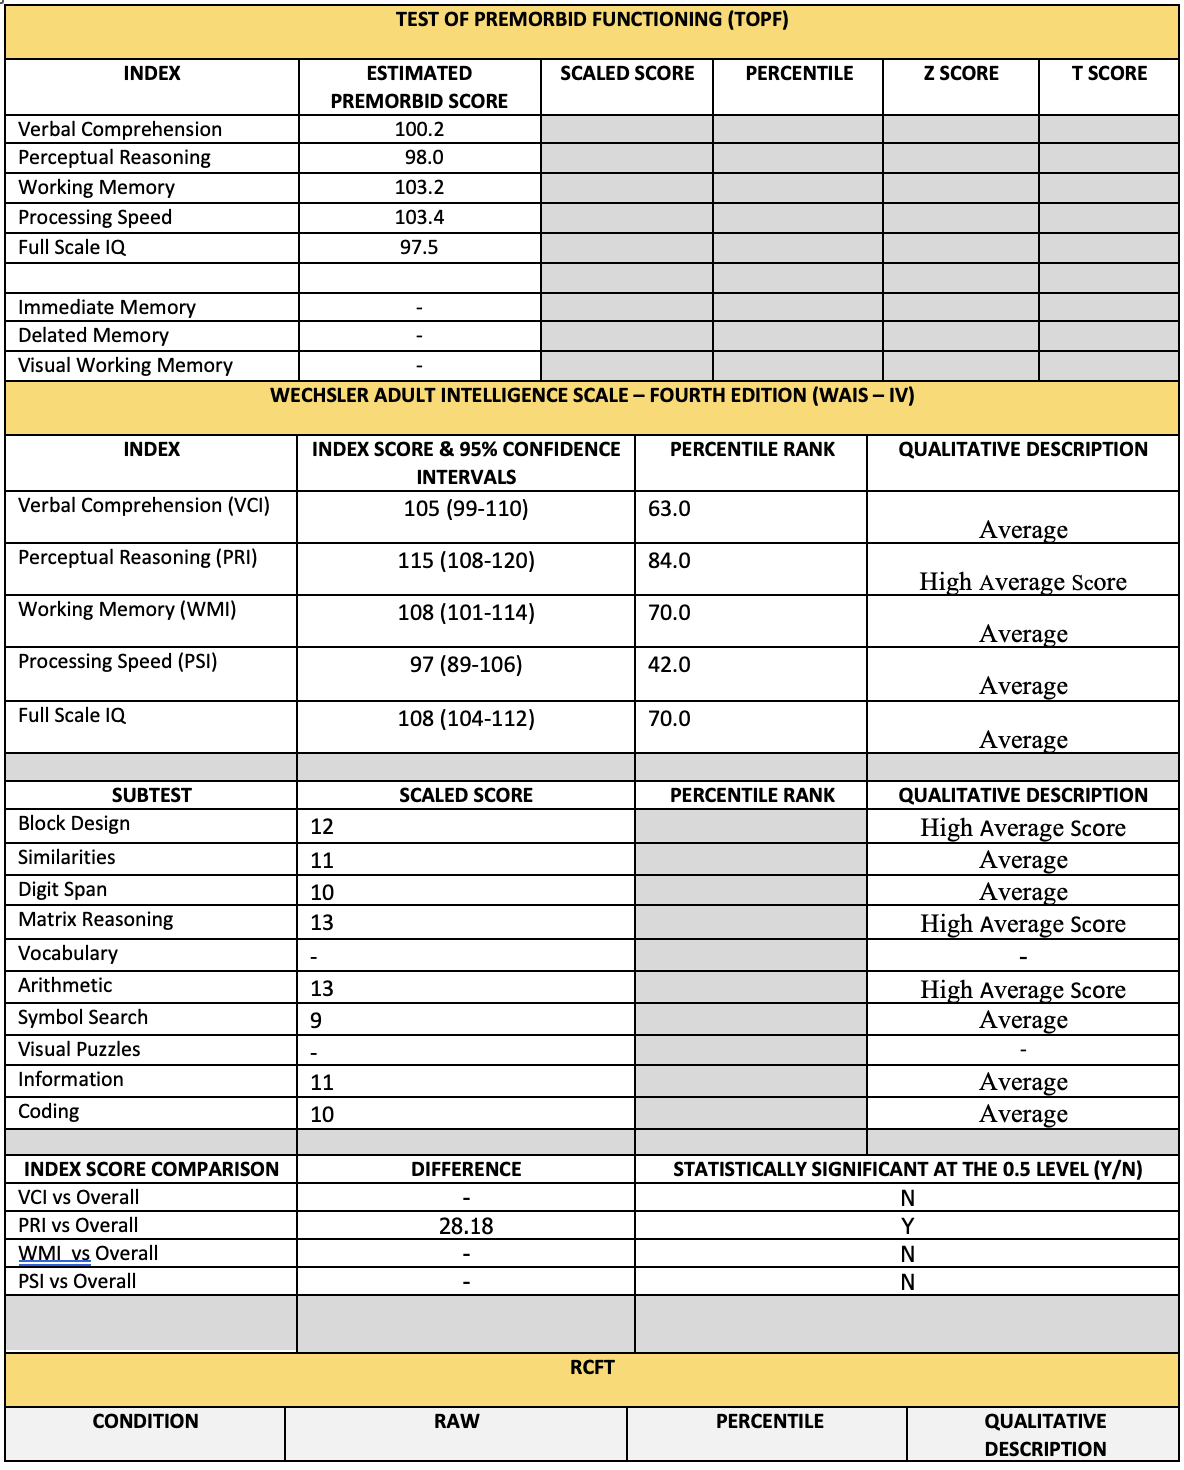 TEST OF PREMORBID FUNCTIONING (TOPF)
INDEX ESTIMATED PREMORBID SCORE SCALED SCORE PERCENTILE Z SCORE T SCORE
Verbal Comprehension 100.2
Perceptual Reasoning 98.0
Working Memory 103.2
Processing Speed 103.4
Full Scale IQ 97.5
Immediate Memory -
Delated Memory -
Visual Working Memory -
WECHSLER ADULT INTELLIGENCE SCALE – FOURTH EDITION (WAIS – IV)
INDEX INDEX SCORE & 95% CONFIDENCE INTERVALS PERCENTILE RANK QUALITATIVE DESCRIPTION
Verbal Comprehension (VCI) 105 (99-110) 63.0 Average
Perceptual Reasoning (PRI) 115 (108-120) 84.0 High Average Score
Working Memory (WMI) 108 (101-114) 70.0 Average
Processing Speed (PSI) 97 (89-106) 42.0 Average
Full Scale IQ 108 (104-112) 70.0 Average
SUBTEST SCALED SCORE PERCENTILE RANK QUALITATIVE DESCRIPTION
Block Design 12 High Average Score
Similarities 11 Average
Digit Span 10 Average
Matrix Reasoning 13 High Average Score
Vocabulary - -
Arithmetic 13 High Average Score
Symbol Search 9 Average
Visual Puzzles - -
Information 11 Average
Coding 10 Average
INDEX SCORE COMPARISON DIFFERENCE STATISTICALLY SIGNIFICANT AT THE 0.5 LEVEL (Y/N)
VCI vs Overall - N
PRI vs Overall 28.18 Y
WMI vs Overall - N
PSI vs Overall - N
RCFT
CONDITION RAW PERCENTILE QUALITATIVE DESCRIPTION